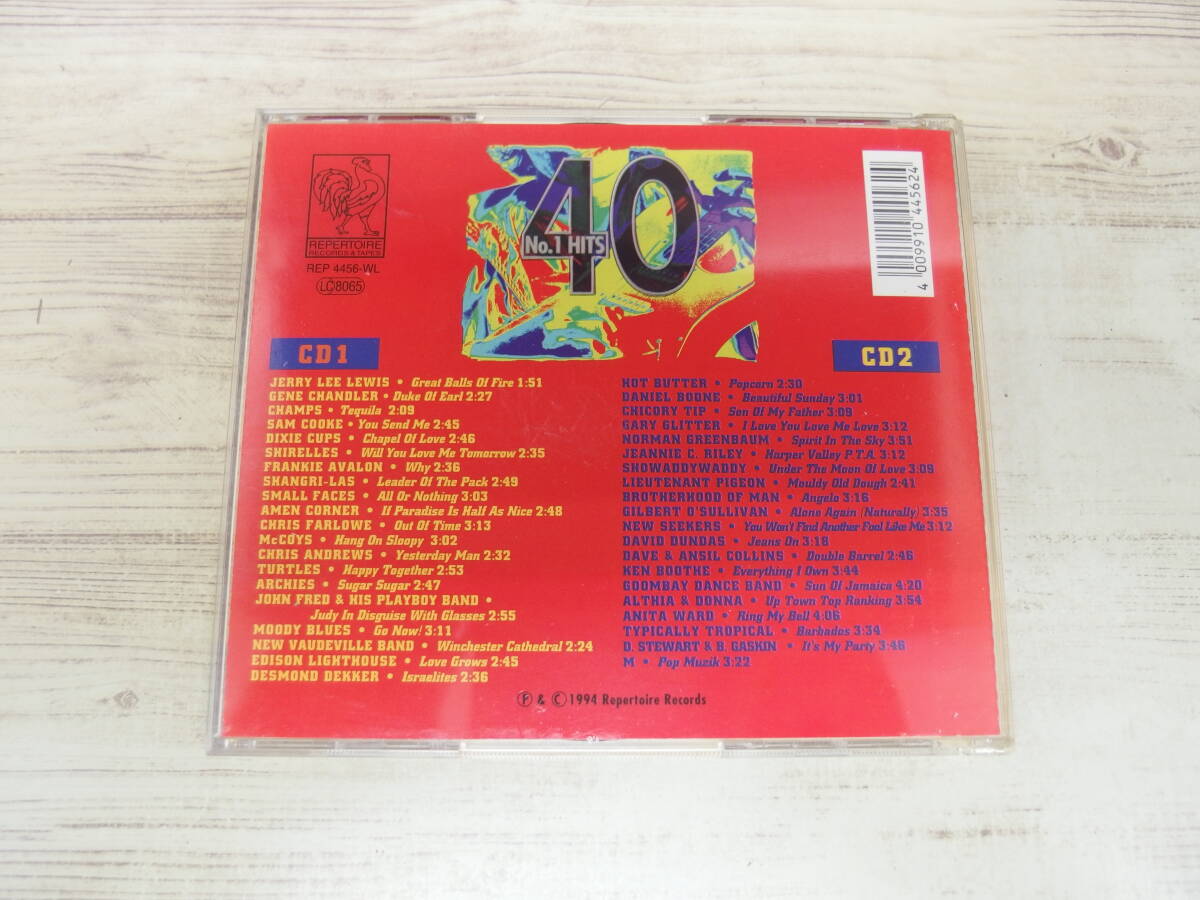 REPERTOIRE
RECORDS & TAPES
REP 4456-WL
LC 8065
40
No.1 HITS
4 009910 445624
CD1
JERRY LEE LEWIS • Great Balls Of Fire 1:51
GENE CHANDLER • Duke Of Earl 2:27
CHAMPS • Tequila 2:09
SAM COOKE • You Send Me 2:45
DIXIE CUPS • Chapel Of Love 2:46
SHIRELLES • Will You Love Me Tomorrow 2:35
FRANKIE AVALON • Why 2:36
SHANGRI-LAS • Leader Of The Pack 2:49
SMALL FACES • All Or Nothing 3:03
AMEN CORNER • If Paradise Is Half As Nice 2:48
CHRIS FARLOWE • Out Of Time 3:13
McCOYS • Hang On Sloopy 3:02
CHRIS ANDREWS • Yesterday Man 2:32
TURTLES • Happy Together 2:53
ARCHIES • Sugar Sugar 2:47
JOHN FRED & HIS PLAYBOY BAND •
Judy In Disguise With Glasses 2:55
MOODY BLUES • Go Now! 3:11
NEW VAUDEVILLE BAND • Winchester Cathedral 2:24
EDISON LIGHTHOUSE • Love Grows 2:45
DESMOND DEKKER • Israelites 2:36
CD2
HOT BUTTER • Popcorn 2:30
DANIEL BOONE • Beautiful Sunday 3:01
CHICORY TIP • Son Of My Father 3:09
GARY GLITTER • I Love You Love Me Love 3:12
NORMAN GREENBAUM • Spirit In The Sky 3:51
JEANNIE C. RILEY • Harper Valley P.T.A. 3:12
SHOWADDYWADDY • Under The Moon Of Love 3:09
LIEUTENANT PIGEON • Mouldy Old Dough 2:41
BROTHERHOOD OF MAN • Angelo 3:16
GILBERT O'SULLIVAN • Alone Again (Naturally) 3:35
NEW SEEKERS • You Won't Find Another Fool Like Me 3:12
DAVID DUNDAS • Jeans On 3:18
DAVE & ANSIL COLLINS • Double Barrel 2:46
KEN BOOTHE • Everything I Own 3:44
GOOMBAY DANCE BAND • Sun Of Jamaica 4:20
ALTHIA & DONNA • Up Town Top Ranking 3:54
ANITA WARD • Ring My Bell 4:06
TYPICALLY TROPICAL • Barbados 3:34
D. STEWART & B. GASKIN • It's My Party 3:46
M • Pop Muzik 3:22
℗ & © 1994 Repertoire Records